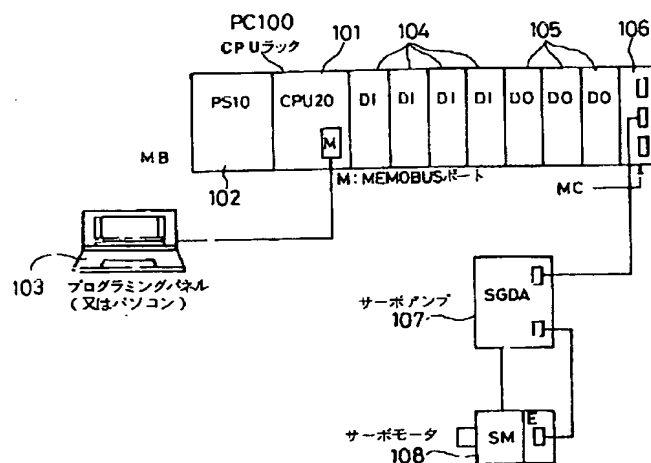 PC100
CPUラック
101
104
105
106
PS10
CPU20
DI
DI
DI
DI
DO
DO
DO
M
MB
102
M:MEMOBUSポート
MC
103
プログラミングパネル
(又はパソコン)
サーボアンプ
107
SGDA
サーボモータ
108
SM
E